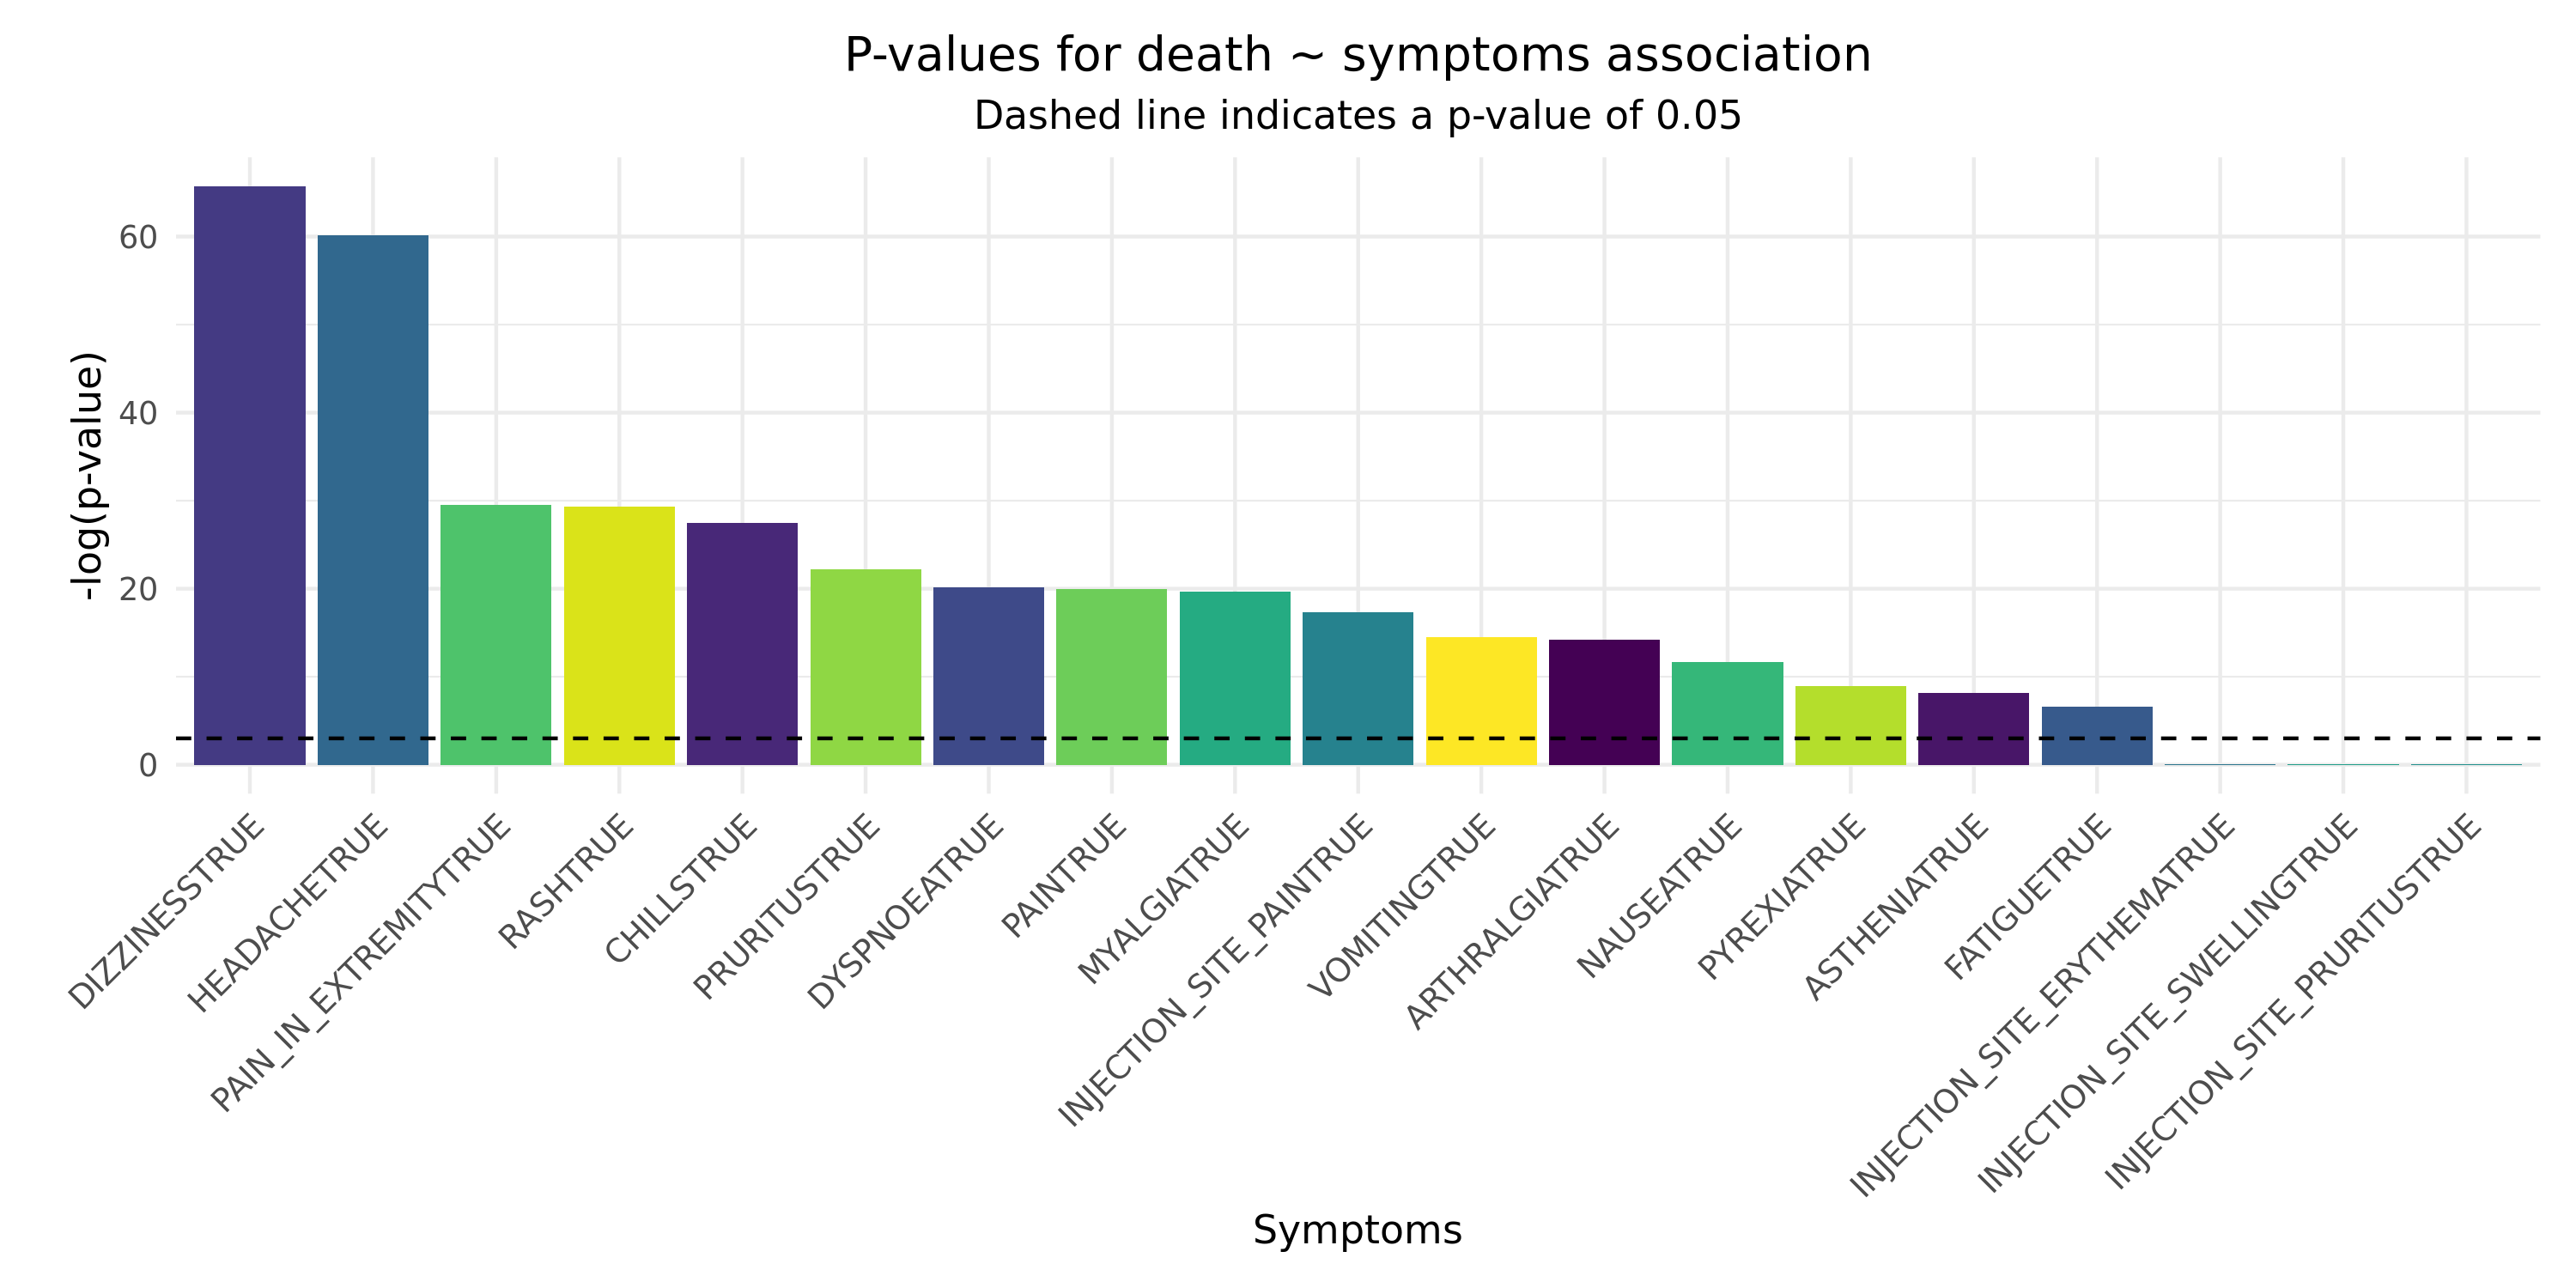 P-values for death ~ symptoms association
Dashed line indicates a p-value of 0.05
-log(p-value)
60
40
20
0
DIZZINESSTRUE
HEADACHETRUE
PAIN_IN_EXTREMITYTRUE
RASHTRUE
CHILLSTRUE
PRURITUSTRUE
DYSPNOEATRUE
PAINTRUE
MYALGIATRUE
INJECTION_SITE_PAINTRUE
VOMITINGTRUE
ARTHRALGIATRUE
NAUSEATRUE
PYREXIATRUE
ASTHENIATRUE
FATIGUETRUE
INJECTION_SITE_ERYTHEMATRUE
INJECTION_SITE_SWELLINGTRUE
INJECTION_SITE_PRURITUSTRUE
Symptoms